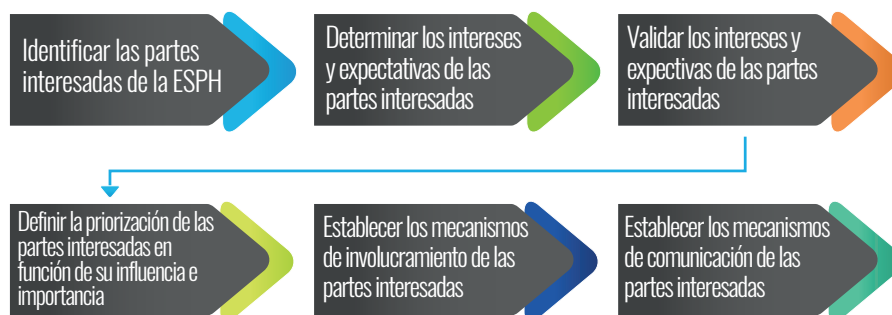 Identificar las partes
interesadas de la ESPH
Determinar los intereses
y expectativas de las
partes interesadas
Validar los intereses y
expectivas de las partes
interesadas
Definir la priorización de las
partes interesadas en
función de su influencia e
importancia
Establecer los mecanismos
de involucramiento de las
partes interesadas
Establecer los mecanismos
de comunicación de las
partes interesadas